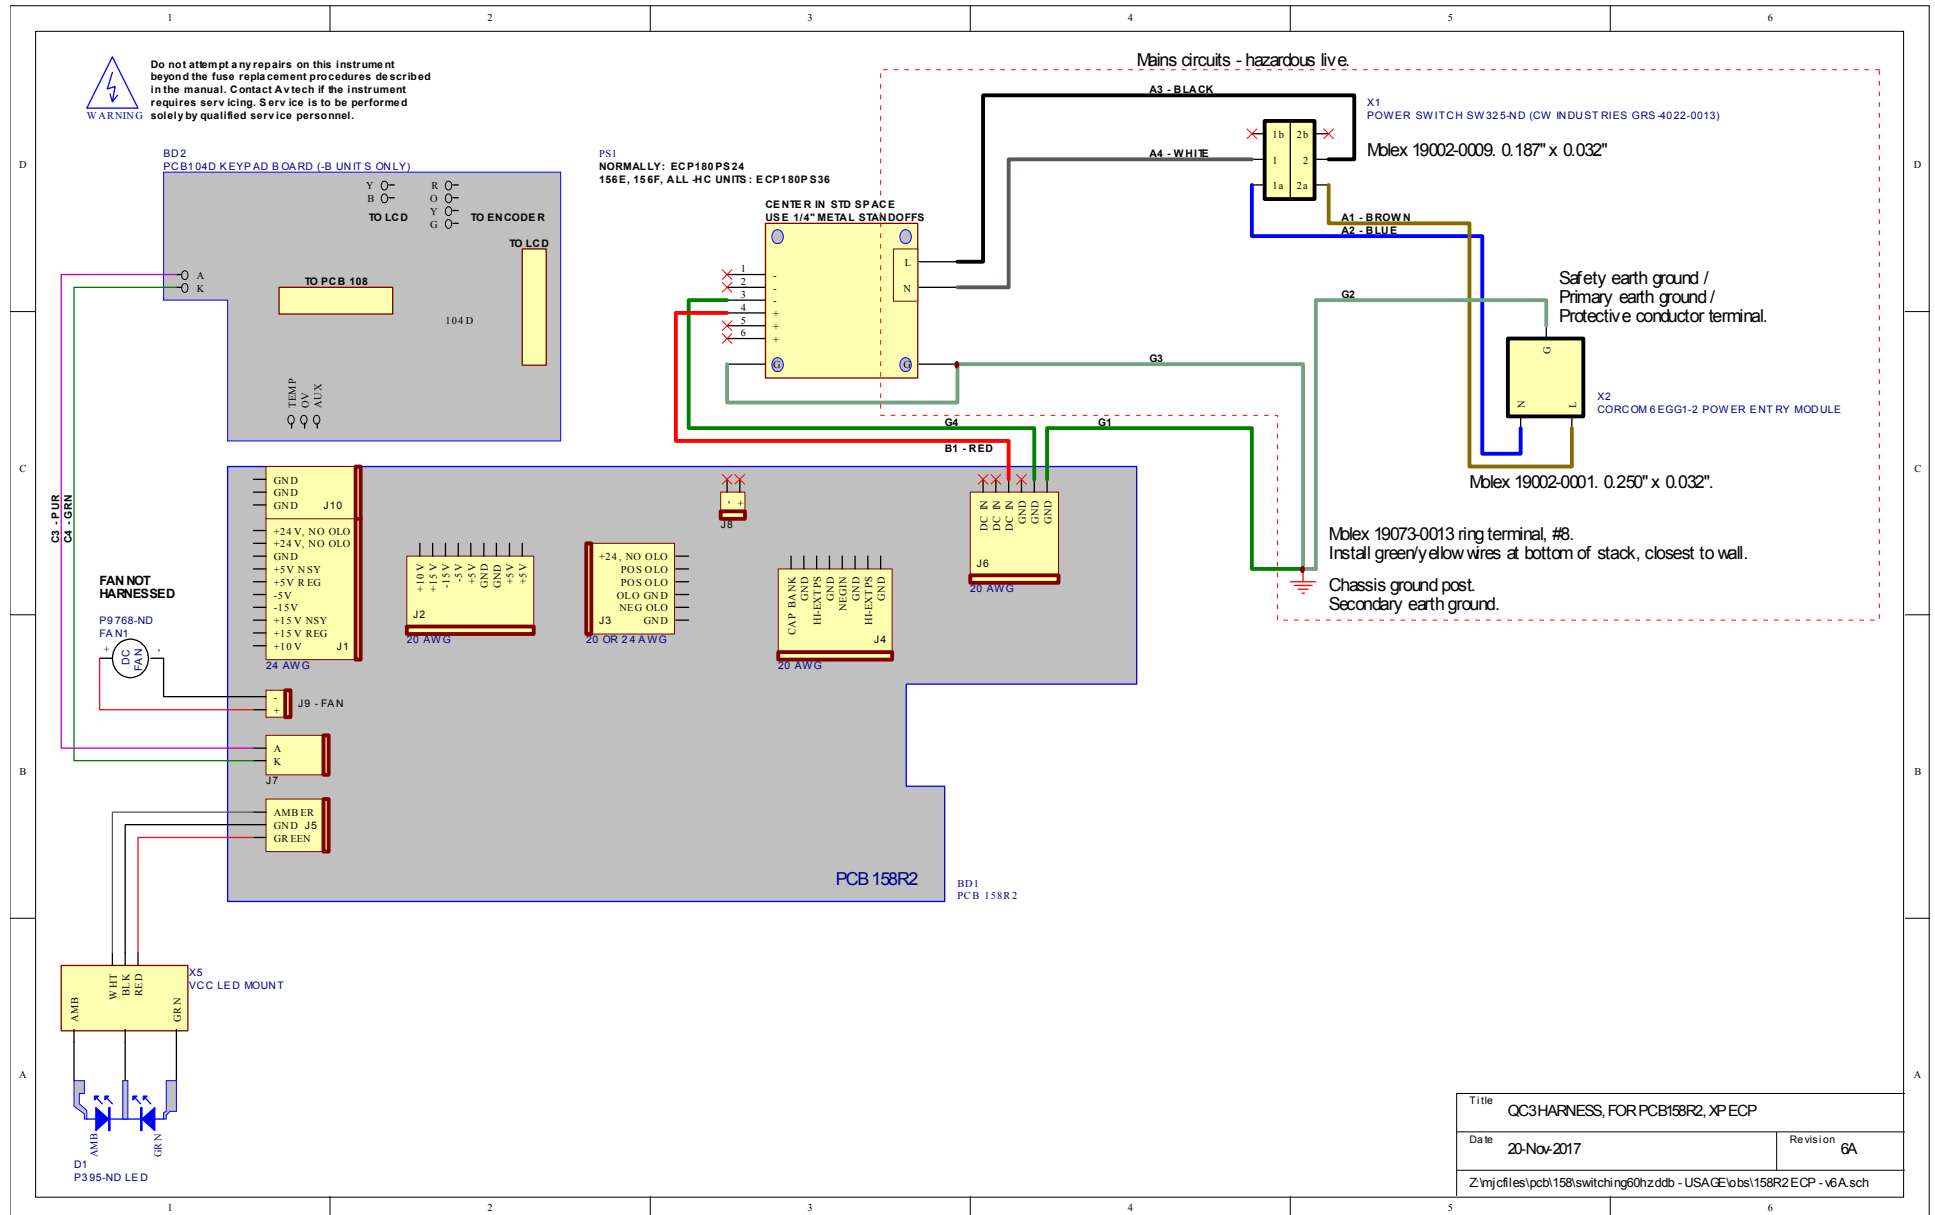 1 2 3 4 5 6
Do not attempt any repairs on this instrument
beyond the fuse replacement procedures described
in the manual. Contact Avtech if the instrument
requires servicing. Service is to be performed
solely by qualified service personnel.
WARNING
Mains circuits - hazardous live.
A3 - BLACK
X1
POWER SWITCH SW325-ND (CW INDUSTRIES GRS-4022-0013)
1b 2b
1 2
1a 2a
Molex 19002-0009. 0.187" x 0.032"
A4 - WHITE
D
D
BD2
PCB104D KEYPAD BOARD (-B UNITS ONLY)
Y
B
TO LCD
R
O
Y
G
TO ENCODER
TO LCD
A
K
TO PCB 108
104D
TEMP
OV
AUX
PS1
NORMALLY: ECP180PS24
156E, 156F, ALL -HC UNITS: ECP180PS36
CENTER IN STD SPACE
USE 1/4" METAL STANDOFFS
1 -
2 -
3 -
4 +
5 +
6 +
L
N
G
G
A1 - BROWN
A2 - BLUE
G2
Safety earth ground /
Primary earth ground /
Protective conductor terminal.
G
N
L
X2
CORCOM 6EGG1-2 POWER ENTRY MODULE
G3
G4
G1
B1 - RED
Molex 19002-0001. 0.250" x 0.032".
C
C
C3 - PUR
C4 - GRN
GND
GND
GND
J10
+24V, NO OLO
+24V, NO OLO
GND
+5V NSY
+5V REG
-5V
-15V
+15V NSY
+15V REG
+10V
J1
24 AWG
+10V
+15V
-15V
-5V
+5V
GND
GND
+5V
+5V
J2
20 AWG
+24, NO OLO
POS OLO
POS OLO
OLO GND
NEG OLO
GND
J3
20 OR 24 AWG
-
+
J8
CAP BANK
GND
HI-EXTPS
GND
NEGIN
GND
HI-EXTPS
GND
J4
20 AWG
DC IN
DC IN
DC IN
GND
GND
GND
J6
20 AWG
Molex 19073-0013 ring terminal, #8.
Install green/yellow wires at bottom of stack, closest to wall.
Chassis ground post.
Secondary earth ground.
FAN NOT
HARNESSED
P9768-ND
FAN1
+ -
DC
FAN
-
+
J9 - FAN
A
K
J7
B
B
AMBER
GND J5
GREEN
PCB 158R2
BD1
PCB 158R2
X5
VCC LED MOUNT
WHT
BLK
RED
AMB
GRN
AMB
GRN
D1
P395-ND LED
A
A
Title
QC3 HARNESS, FOR PCB158R2, XP ECP
Date
20-Nov-2017
Revision
6A
Z:\mjcfiles\pcb\158\switching60hz.ddb - USAGE\obs\158R2 ECP - v6A.sch
1 2 3 4 5 6